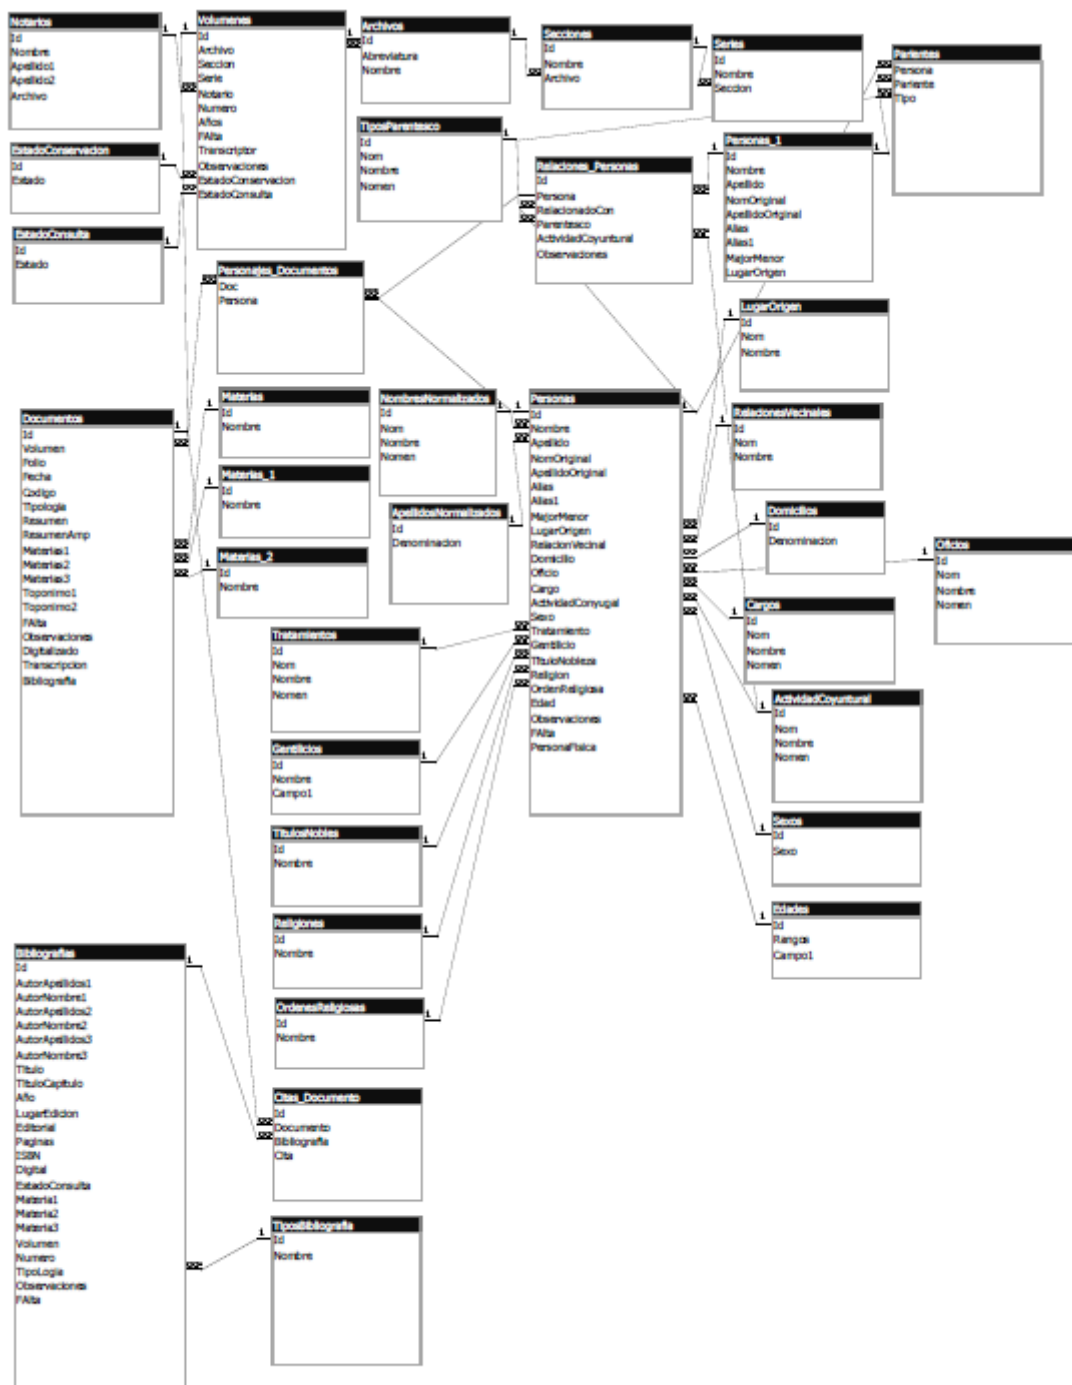 Notarios
Id
Nombre
Apellido1
Apellido2
Archivo
Volumenes
Id
Archivo
Seccion
Serie
Notario
Numero
Años
FAlta
Transcriptor
Observaciones
EstadoConservacion
EstadoConsulta
Archivos
Id
Abreviatura
Nombre
Secciones
Id
Nombre
Archivo
Series
Id
Nombre
Seccion
Parientes
Persona
Pariente
Tipo
EstadoConservacion
Id
Estado
TiposParentesco
Id
Nom
Nombre
Nomen
Relaciones_Personas
Id
Persona
RelacionadoCon
Parentesco
ActividadCoyuntural
Observaciones
Personas_1
Id
Nombre
Apellido
NomOriginal
ApellidoOriginal
Alias
Alias1
MajorMenor
LugarOrigen
EstadoConsulta
Id
Estado
Personajes_Documentos
Doc
Persona
LugarOrigen
Id
Nom
Nombre
Documentos
Id
Volumen
Folio
Fecha
Codigo
Tipologia
Resumen
ResumenAmp
Materias1
Materias2
Materias3
Toponimo1
Toponimo2
FAlta
Observaciones
Digitalizado
Transcripcion
Bibliografia
Materias
Id
Nombre
Materias_1
Id
Nombre
Materias_2
Id
Nombre
NombresNormalizados
Id
Nom
Nombre
Nomen
ApellidosNormalizados
Id
Denominacion
Personas
Id
Nombre
Apellido
NomOriginal
ApellidoOriginal
Alias
Alias1
MajorMenor
LugarOrigen
RelacionVecinal
Domicilio
Oficio
Cargo
ActividadConyugal
Sexo
Tratamiento
Gentilicio
TituloNobleza
Religion
OrdenReligiosa
Edad
Observaciones
FAlta
PersonaFisica
RelacionesVecinales
Id
Nom
Nombre
Domicilios
Id
Denominacion
Oficios
Id
Nom
Nombre
Nomen
Cargos
Id
Nom
Nombre
Nomen
Tratamientos
Id
Nom
Nombre
Nomen
ActividadCoyuntural
Id
Nom
Nombre
Nomen
Gentilicios
Id
Nombre
Campo1
TitulosNobles
Id
Nombre
Sexos
Id
Sexo
Religiones
Id
Nombre
Edades
Id
Rangos
Campo1
OrdenesReligiosas
Id
Nombre
Bibliografias
Id
AutorApellidos1
AutorNombre1
AutorApellidos2
AutorNombre2
AutorApellidos3
AutorNombre3
Titulo
TituloCapitulo
Año
LugarEdicion
Editorial
Paginas
ISBN
Digital
EstadoConsulta
Materia1
Materia2
Materia3
Volumen
Numero
TipoLogia
Observaciones
FAlta
Citas_Documento
Id
Documento
Bibliografia
Cita
TiposBibliografia
Id
Nombre